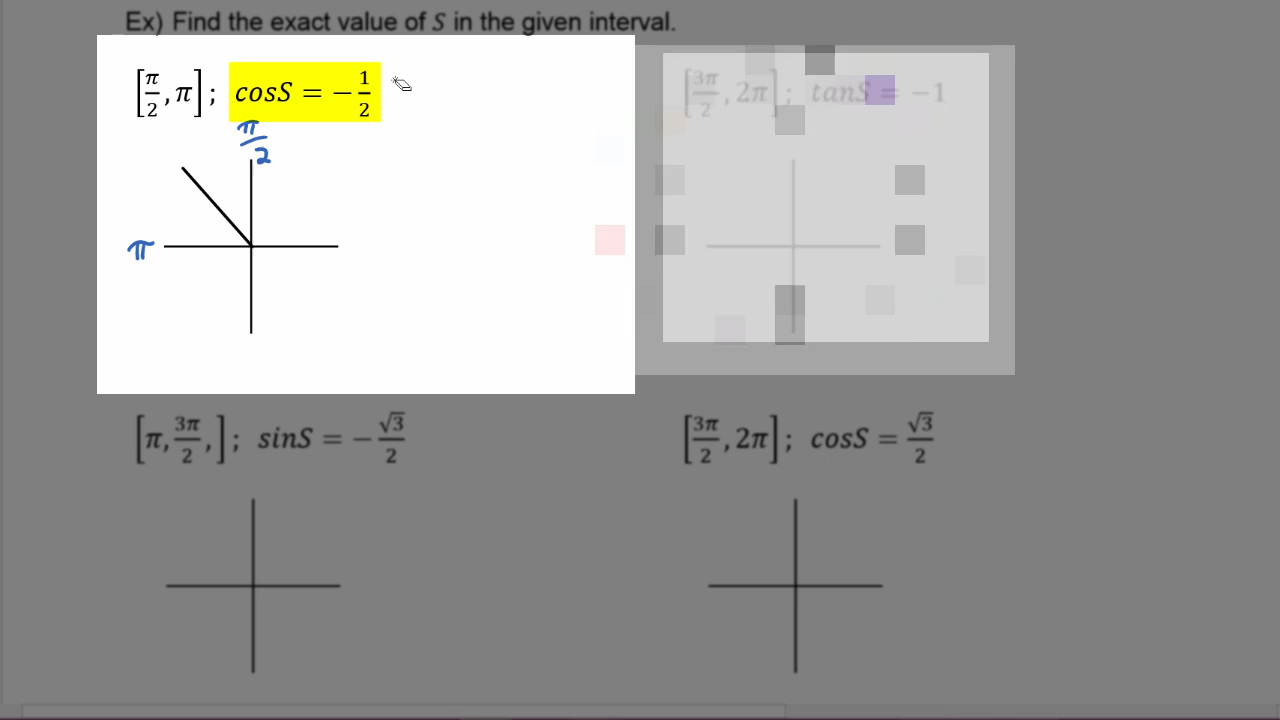 Ex) Find the exact value of S in the given interval.
[π/2, π]; cosS = −1/2
π/2
π
[3π/2, 2π]; tanS = −1
[π, 3π/2, ]; sinS = −√3/2
[3π/2, 2π]; cosS = √3/2